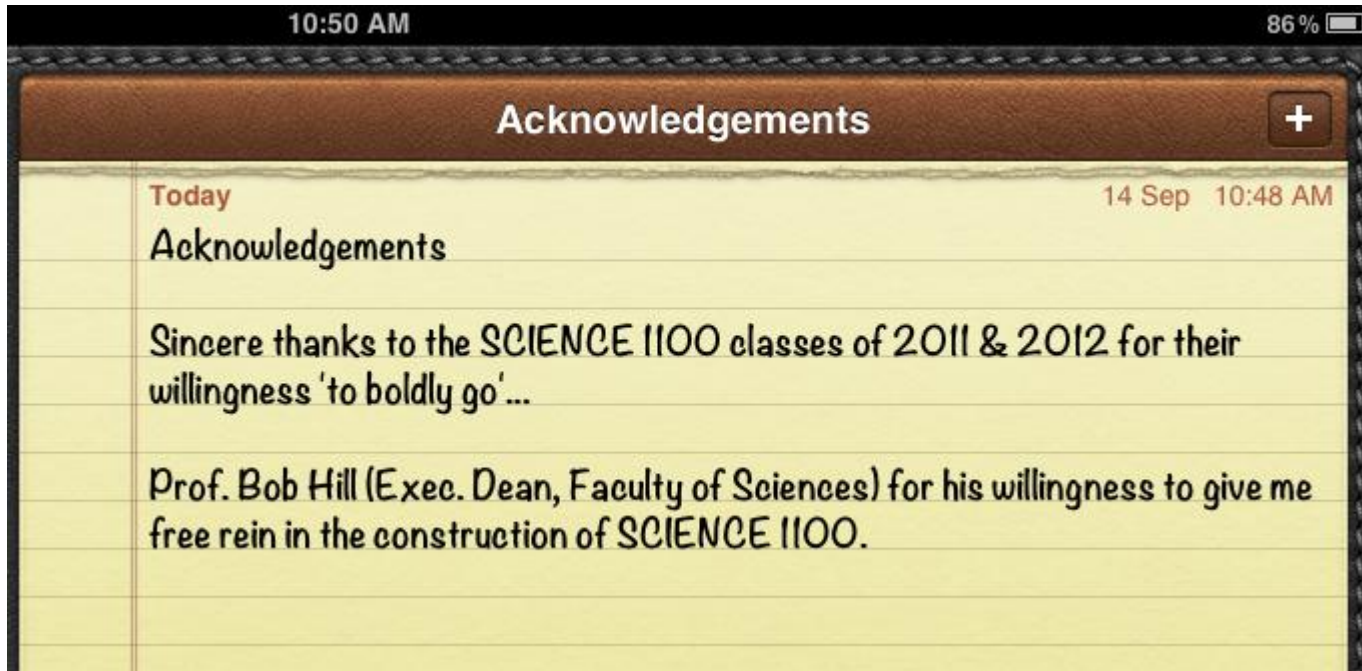 10:50 AM 86%
Acknowledgements +
Today 14 Sep 10:48 AM
Acknowledgements
Sincere thanks to the SCIENCE 1100 classes of 2011 & 2012 for their
willingness 'to boldly go'...
Prof. Bob Hill (Exec. Dean, Faculty of Sciences) for his willingness to give me
free rein in the construction of SCIENCE 1100.